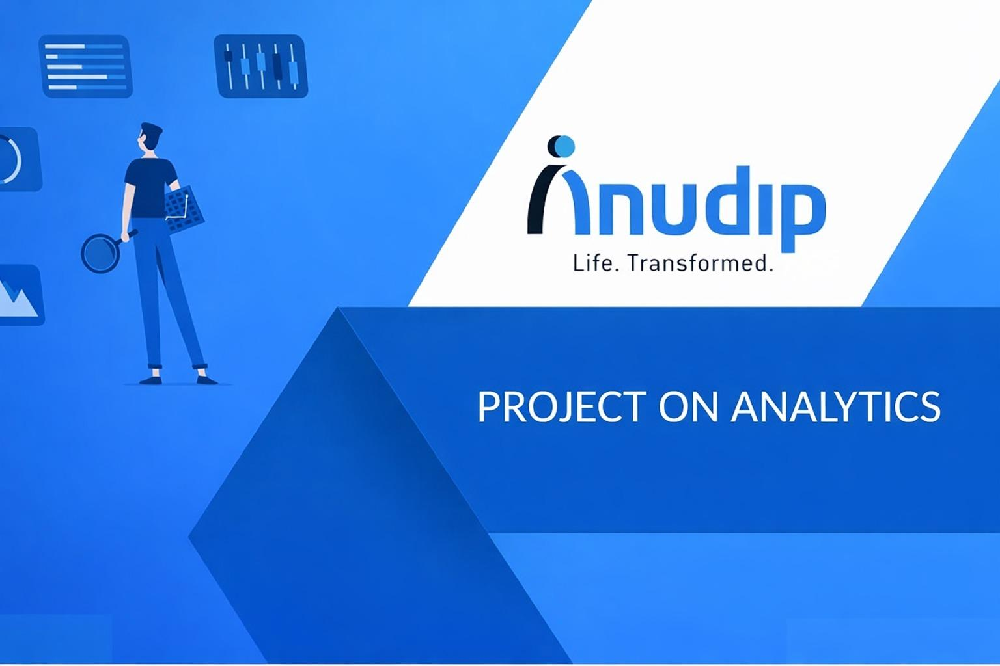 Anudip
Life. Transformed.
PROJECT ON ANALYTICS